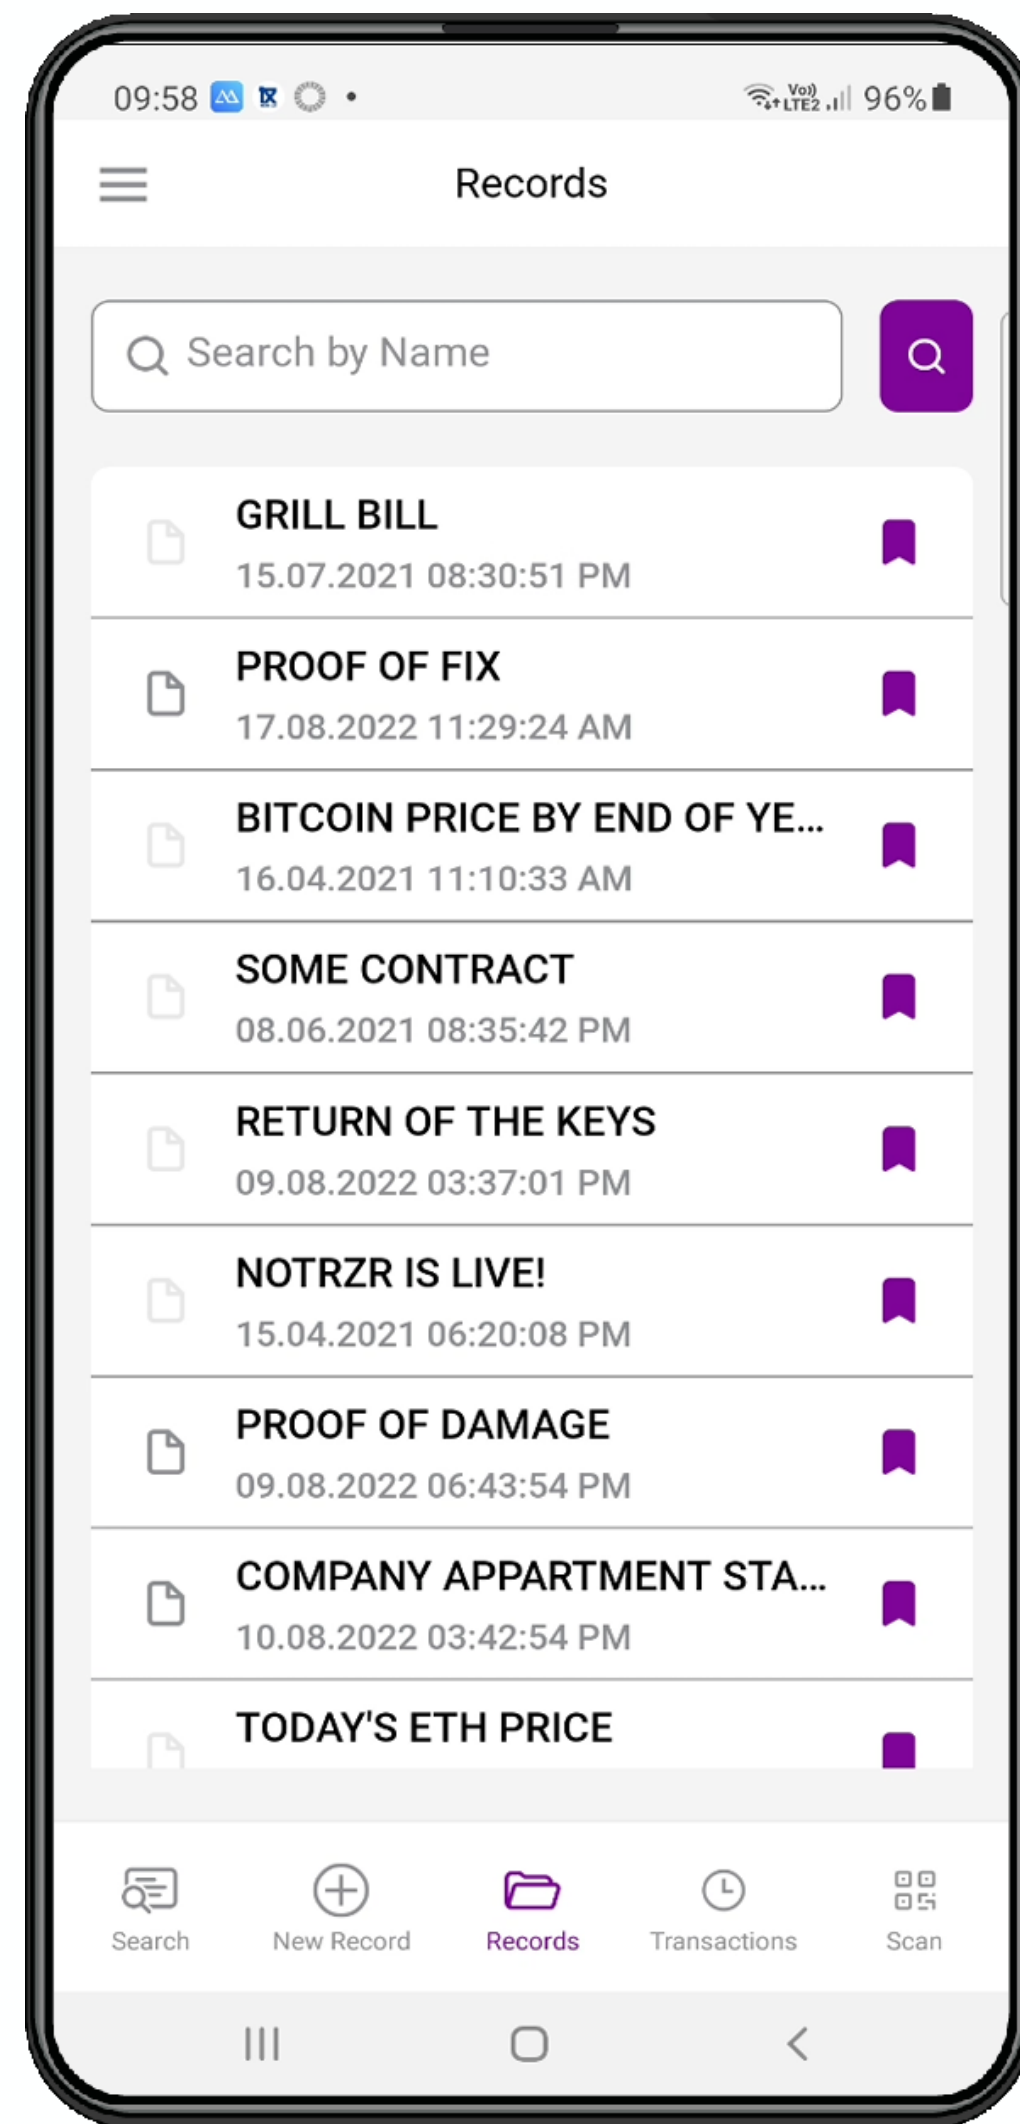 09:58
Vo)) LTE2 96%
Records
Search by Name
GRILL BILL
15.07.2021 08:30:51 PM
PROOF OF FIX
17.08.2022 11:29:24 AM
BITCOIN PRICE BY END OF YE...
16.04.2021 11:10:33 AM
SOME CONTRACT
08.06.2021 08:35:42 PM
RETURN OF THE KEYS
09.08.2022 03:37:01 PM
NOTRZR IS LIVE!
15.04.2021 06:20:08 PM
PROOF OF DAMAGE
09.08.2022 06:43:54 PM
COMPANY APPARTMENT STA...
10.08.2022 03:42:54 PM
TODAY'S ETH PRICE
Search New Record Records Transactions Scan